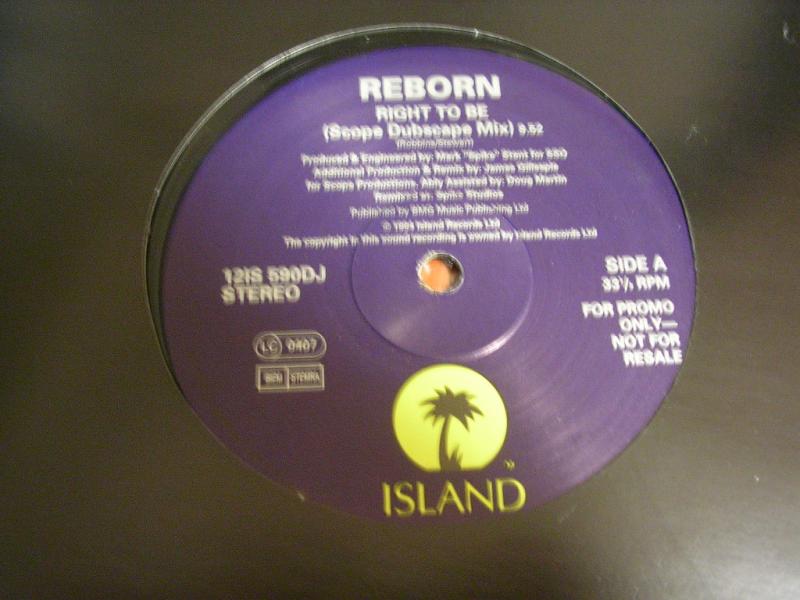 REBORN
RIGHT TO BE
(Scope Dubscape Mix) 9.52
(Robbins/Stewart)
Produced & Engineered by: Mark "Spike" Stent for SSO
Additional Production & Remix by: James Gillespie
for Scope Productions. Ably Assisted by: Doug Martin
Remixed at: Spike Studios
Published by BMG Music Publishing Ltd
Island Records Ltd
The copyright in this sound recording is owned by Island Records Ltd
12IS 590DJ
STEREO
SIDE A
33⅓ RPM
FOR PROMO
ONLY—
NOT FOR
RESALE
LC 0407
BIEM STEMRA
ISLAND